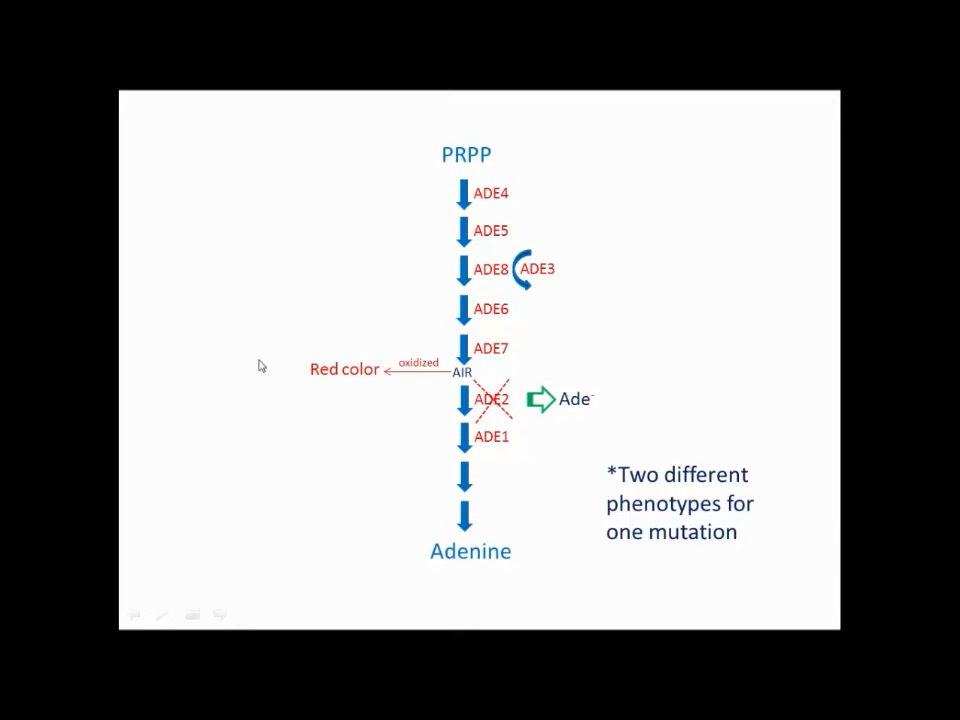 PRPP
ADE4
ADE5
ADE8 ADE3
ADE6
ADE7
Red color oxidized AIR
ADE2 Ade-
ADE1
*Two different
phenotypes for
one mutation
Adenine